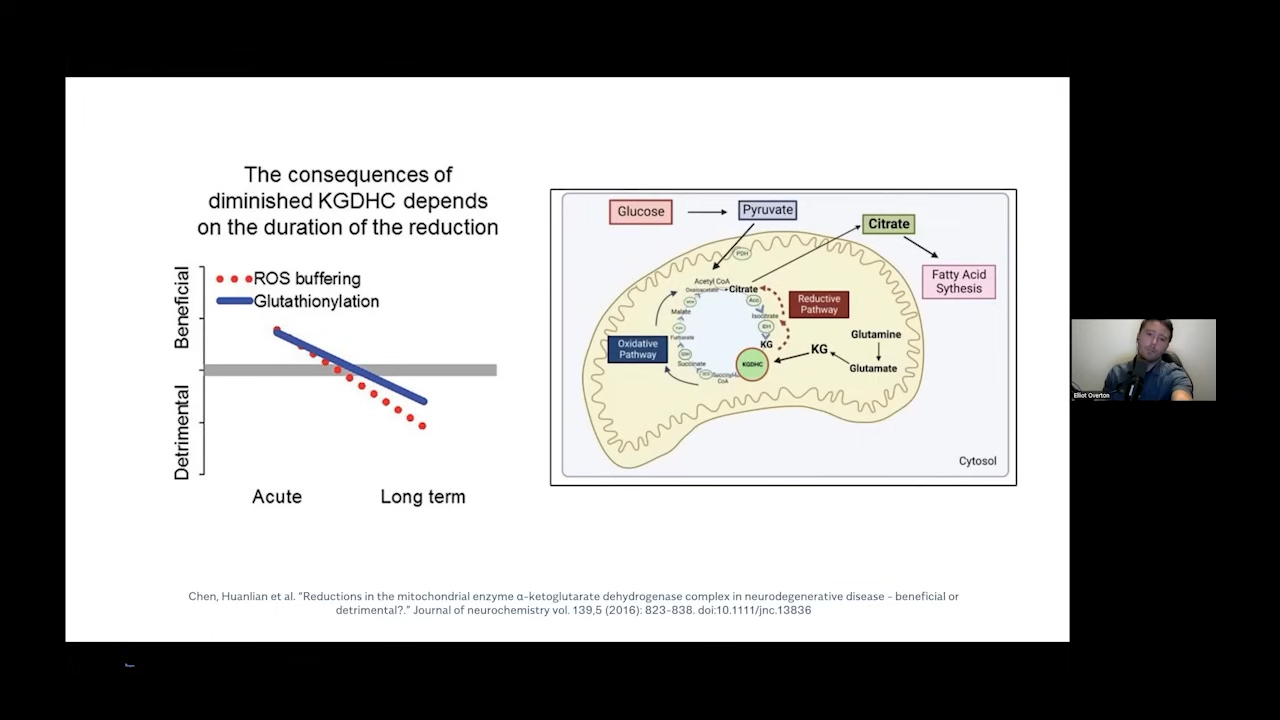 The consequences of
diminished KGDHC depends
on the duration of the reduction
Beneficial
Detrimental
ROS buffering
Glutathionylation
Acute
Long term
Glucose
Pyruvate
Citrate
Fatty Acid
Sythesis
PDH
Acetyl CoA
Oxaloacetate
Citrate
Aco
Isocitrate
IDH
KG
KGDHC
Succinyl
CoA
Succinate
Fumarate
Malate
Oxidative
Pathway
Reductive
Pathway
KG
Glutamine
Glutamate
Cytosol
Chen, Huanlian et al. “Reductions in the mitochondrial enzyme α-ketoglutarate dehydrogenase complex in neurodegenerative disease - beneficial or
detrimental?.” Journal of neurochemistry vol. 139,5 (2016): 823-838. doi:10.1111/jnc.13836
Elliot Overton